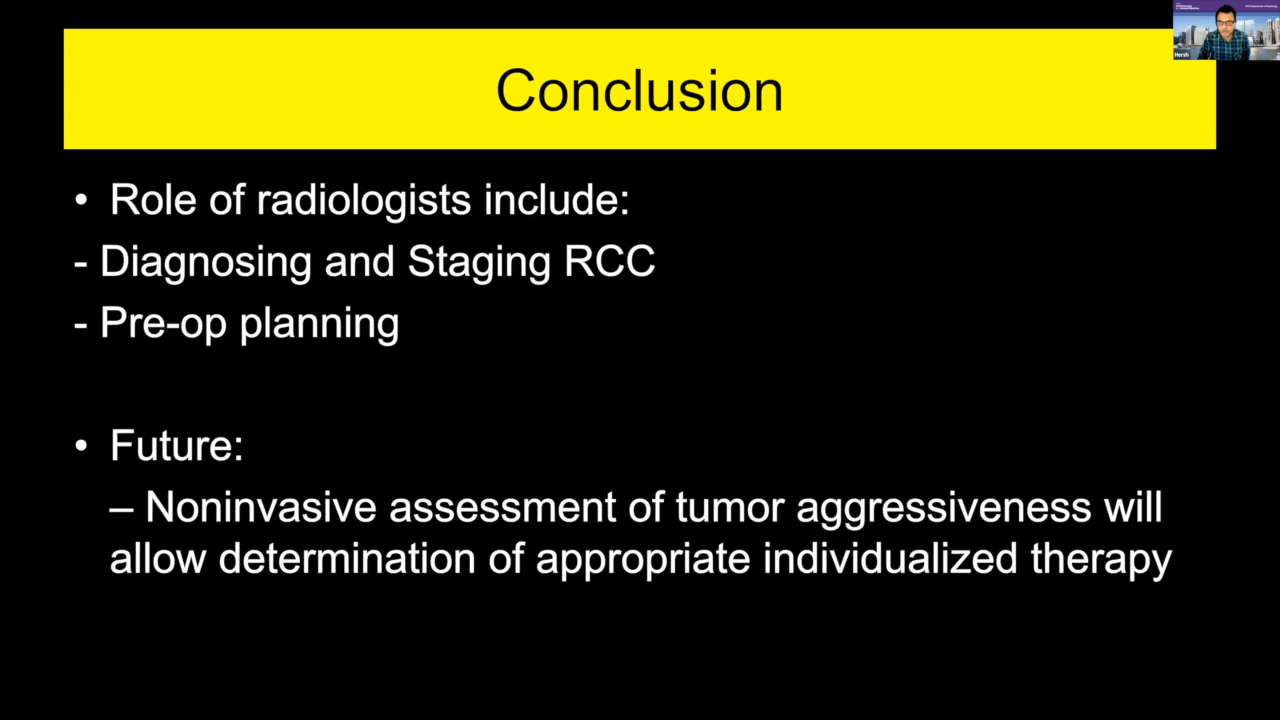 Conclusion
• Role of radiologists include:
- Diagnosing and Staging RCC
- Pre-op planning
• Future:
– Noninvasive assessment of tumor aggressiveness will
allow determination of appropriate individualized therapy
Hersh